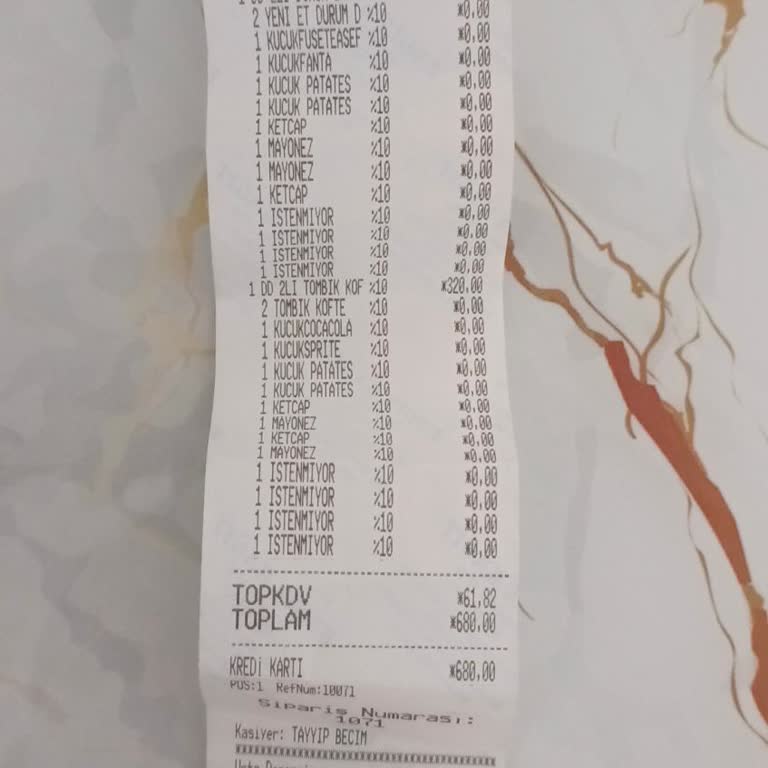 2 YENİ ET DURUM D %10 *0,00
1 KUCUKFUSETEASEF %10 *0,00
1 KUCUKFANTA %10 *0,00
1 KUCUK PATATES %10 *0,00
1 KUCUK PATATES %10 *0,00
1 KETCAP %10 *0,00
1 MAYONEZ %10 *0,00
1 MAYONEZ %10 *0,00
1 KETCAP %10 *0,00
1 ISTENMIYOR %10 *0,00
1 ISTENMIYOR %10 *0,00
1 ISTENMIYOR %10 *0,00
1 ISTENMIYOR %10 *0,00
1 DD 2LI TOMBIK KOF %10 *320,00
2 TOMBIK KOFTE %10 *0,00
1 KUCUKCOCACOLA %10 *0,00
1 KUCUKSPRITE %10 *0,00
1 KUCUK PATATES %10 *0,00
1 KUCUK PATATES %10 *0,00
1 KETCAP %10 *0,00
1 MAYONEZ %10 *0,00
1 KETCAP %10 *0,00
1 MAYONEZ %10 *0,00
1 ISTENMIYOR %10 *0,00
1 ISTENMIYOR %10 *0,00
1 ISTENMIYOR %10 *0,00
1 ISTENMIYOR %10 *0,00
TOPKDV *61,82
TOPLAM *680,00
KREDİ KARTI *680,00
POS:1 RefNum:10071
Siparis Numarası:
1071
Kasiyer: TAYYIP BECIM